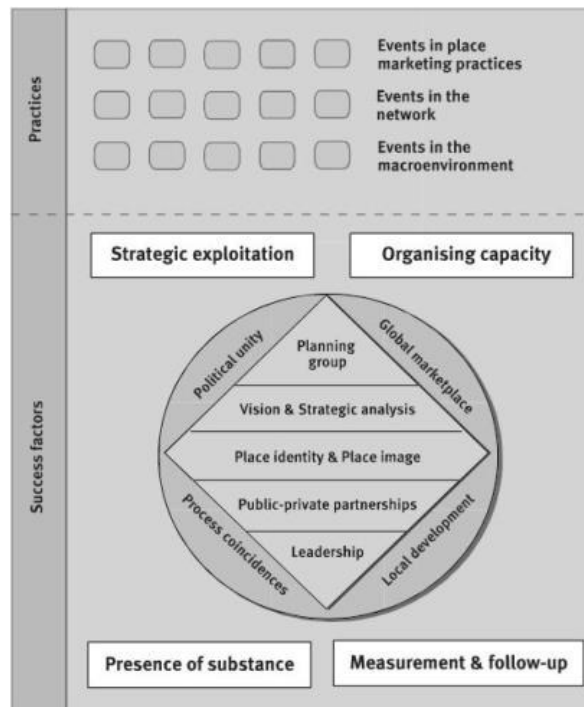 Practices
Events in place
marketing practices
Events in the
network
Events in the
macroenvironment
Success factors
Strategic exploitation
Organising capacity
Political unity
Global marketplace
Planning
group
Vision & Strategic analysis
Place identity & Place image
Public-private partnerships
Leadership
Process coincidences
Local development
Presence of substance
Measurement & follow-up